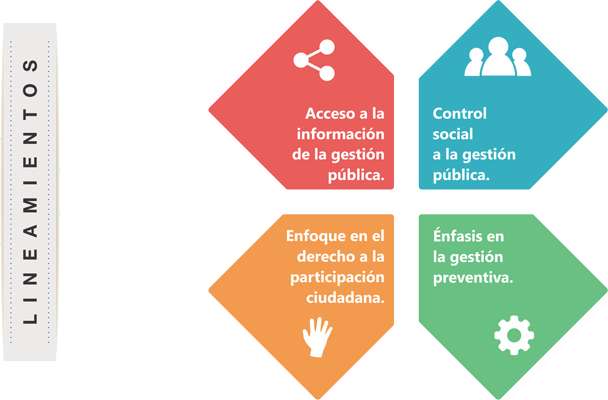 LINEAMIENTOS
Acceso a la
información
de la gestión
pública.
Control
social
a la gestión
pública.
Enfoque en el
derecho a la
participación
ciudadana.
Énfasis en
la gestión
preventiva.